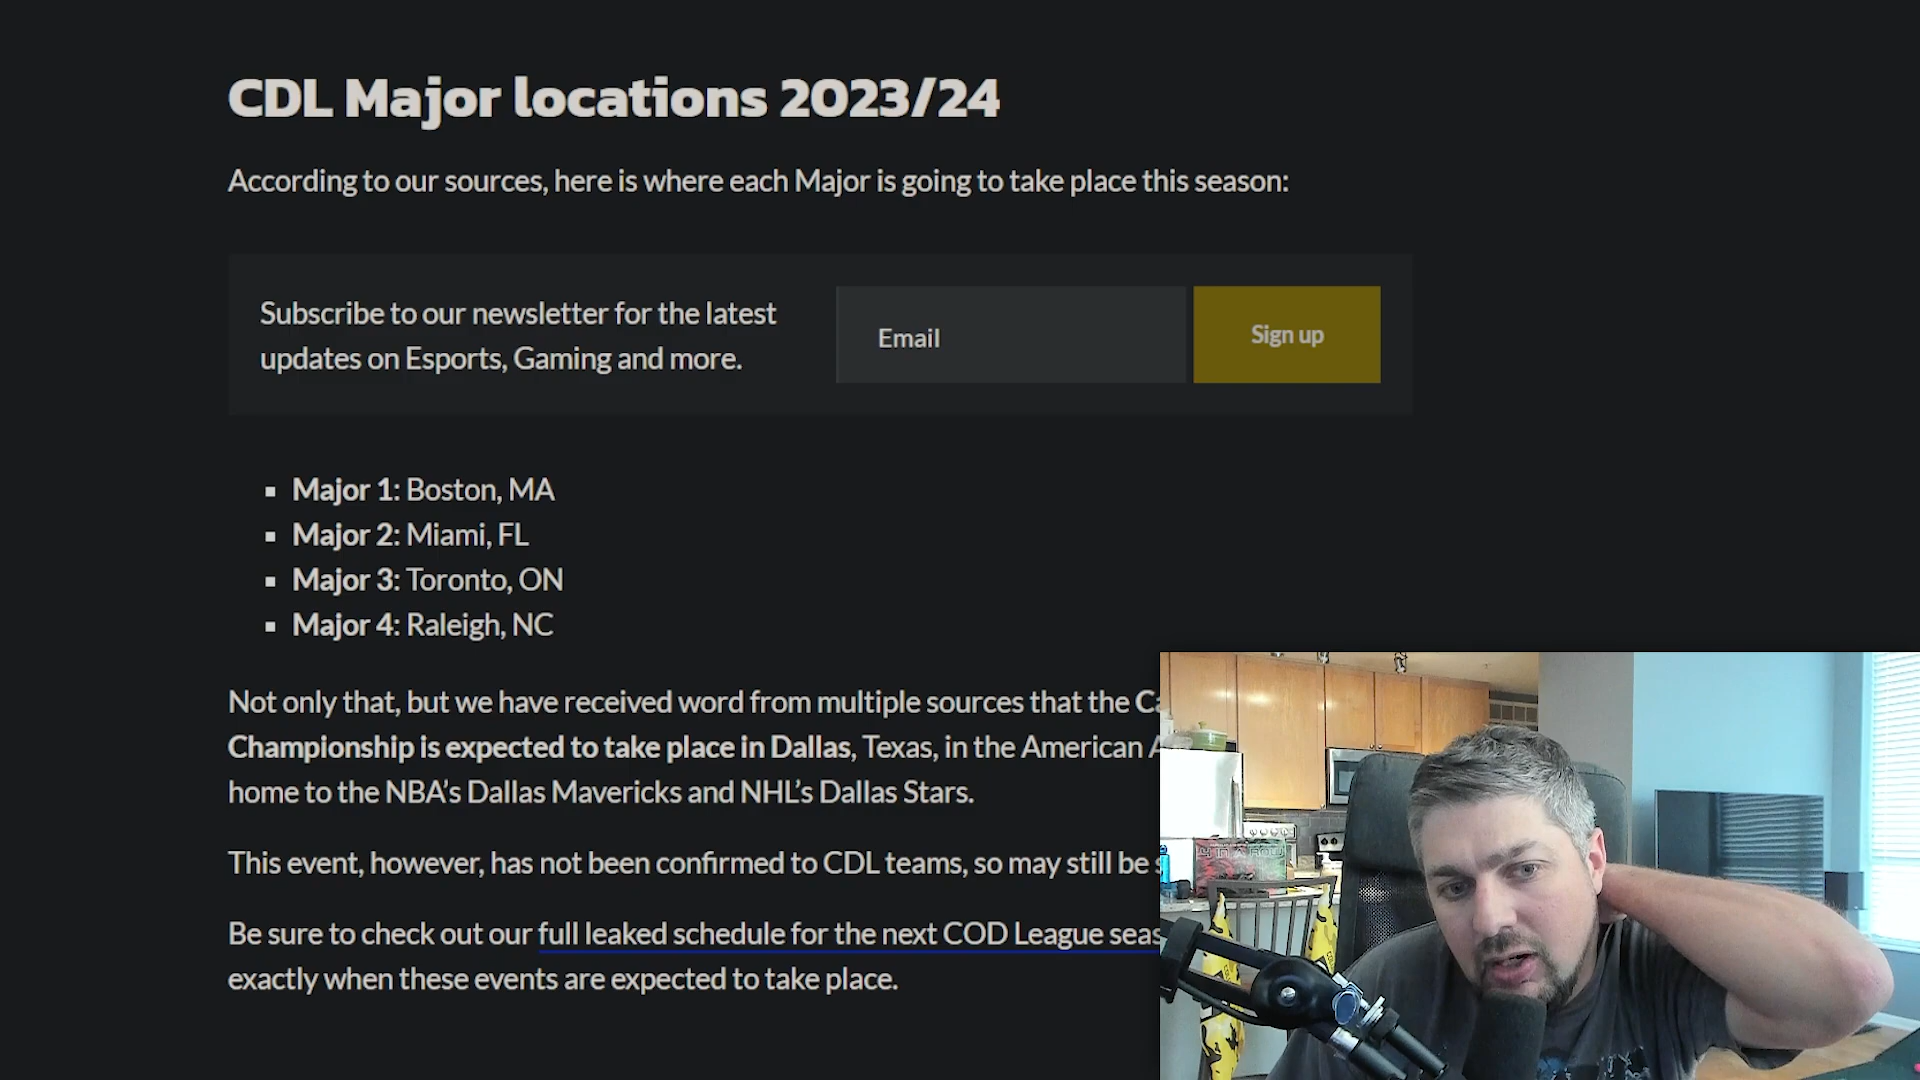 CDL Major locations 2023/24
According to our sources, here is where each Major is going to take place this season:
Subscribe to our newsletter for the latest
updates on Esports, Gaming and more.
Email
Sign up
Major 1: Boston, MA
Major 2: Miami, FL
Major 3: Toronto, ON
Major 4: Raleigh, NC
Not only that, but we have received word from multiple sources that the
Championship is expected to take place in Dallas, Texas, in the American
home to the NBA's Dallas Mavericks and NHL's Dallas Stars.
This event, however, has not been confirmed to CDL teams, so may still be
Be sure to check out our full leaked schedule for the next COD League
exactly when these events are expected to take place.
4 IN A ROW